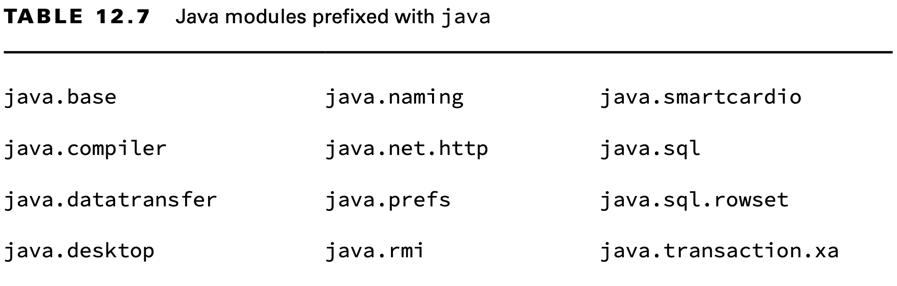 TABLE 12.7 Java modules prefixed with java
java.base java.naming java.smartcardio
java.compiler java.net.http java.sql
java.datatransfer java.prefs java.sql.rowset
java.desktop java.rmi java.transaction.xa